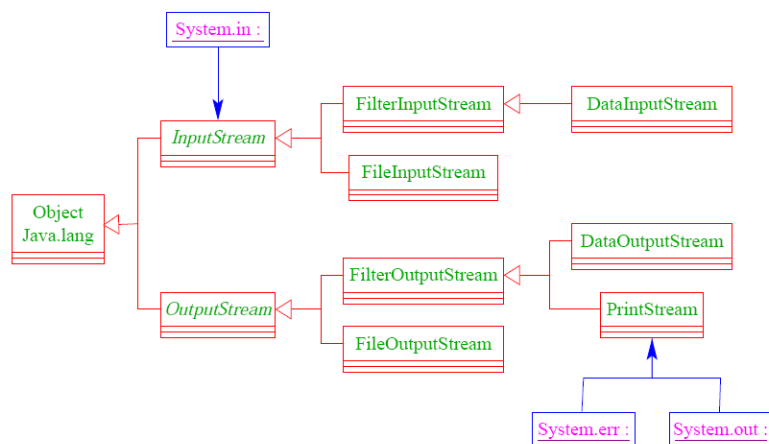 System.in :
FilterInputStream
DataInputStream
InputStream
FileInputStream
Object
Java.lang
DataOutputStream
FilterOutputStream
OutputStream
PrintStream
FileOutputStream
System.err :
System.out :